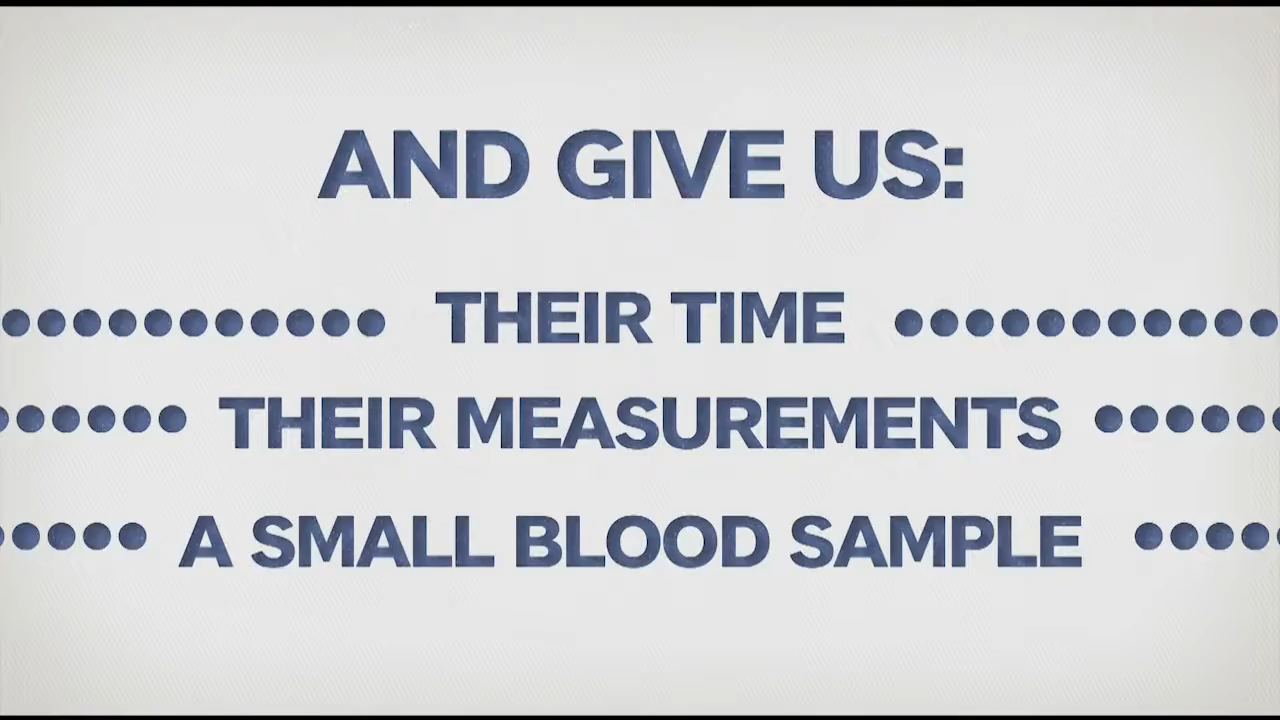 AND GIVE US:
THEIR TIME
THEIR MEASUREMENTS
A SMALL BLOOD SAMPLE